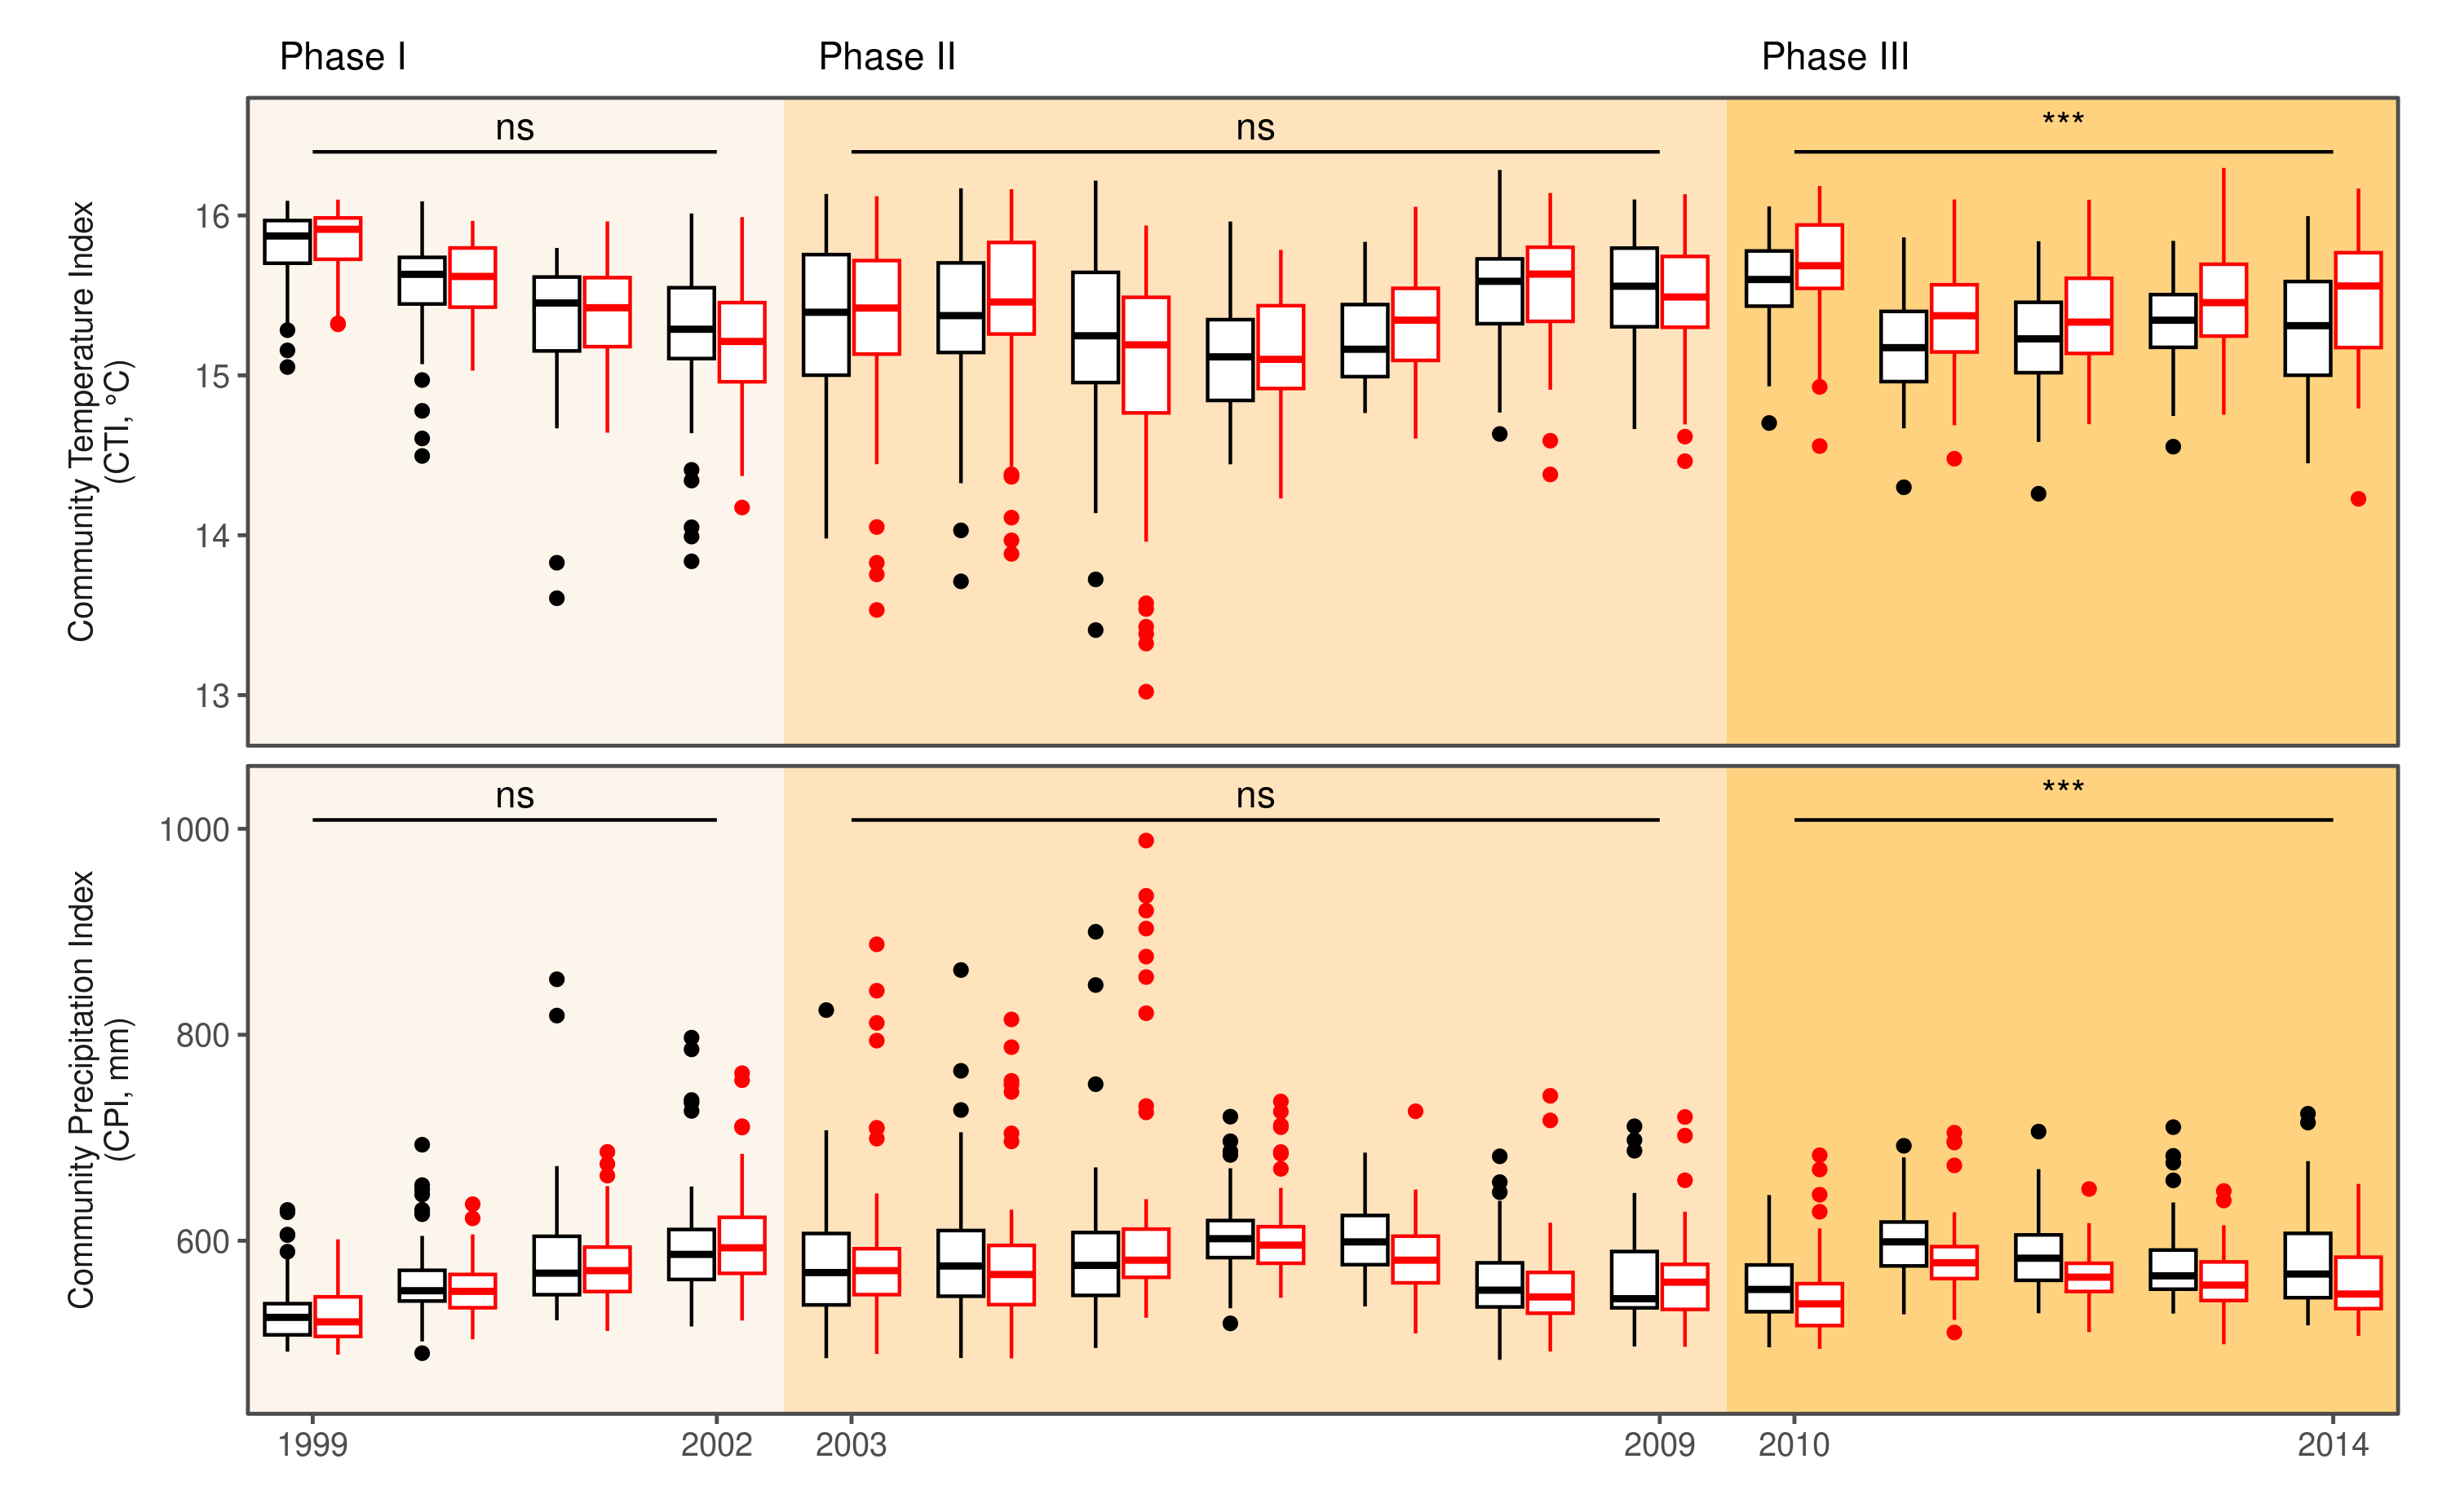 Phase I
Phase II
Phase III
Community Temperature Index
(CTI, °C)
ns
ns
***
16
15
14
13
Community Precipitation Index
(CPI, mm)
ns
ns
***
1000
800
600
1999
2002
2003
2009
2010
2014